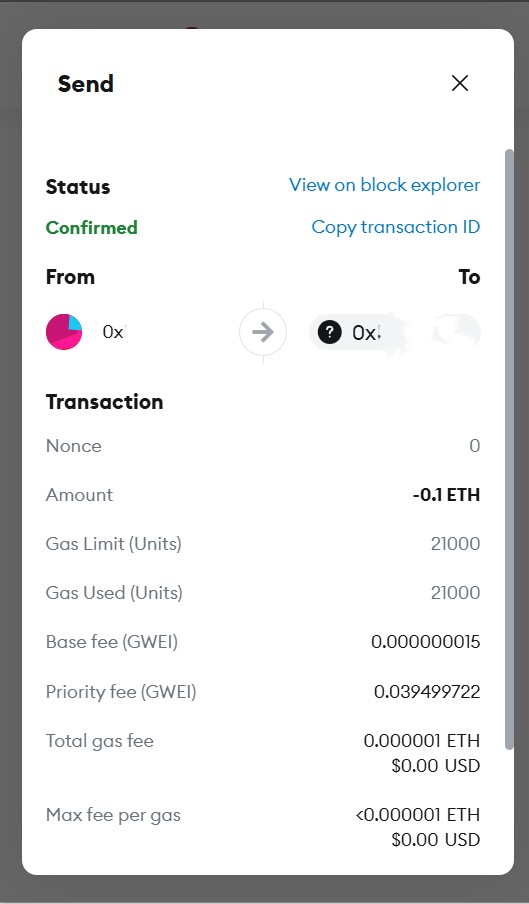 Send
Status View on block explorer
Confirmed Copy transaction ID
From To
0x 0x
Transaction
Nonce 0
Amount -0.1 ETH
Gas Limit (Units) 21000
Gas Used (Units) 21000
Base fee (GWEI) 0.000000015
Priority fee (GWEI) 0.039499722
Total gas fee 0.000001 ETH
$0.00 USD
Max fee per gas <0.000001 ETH
$0.00 USD